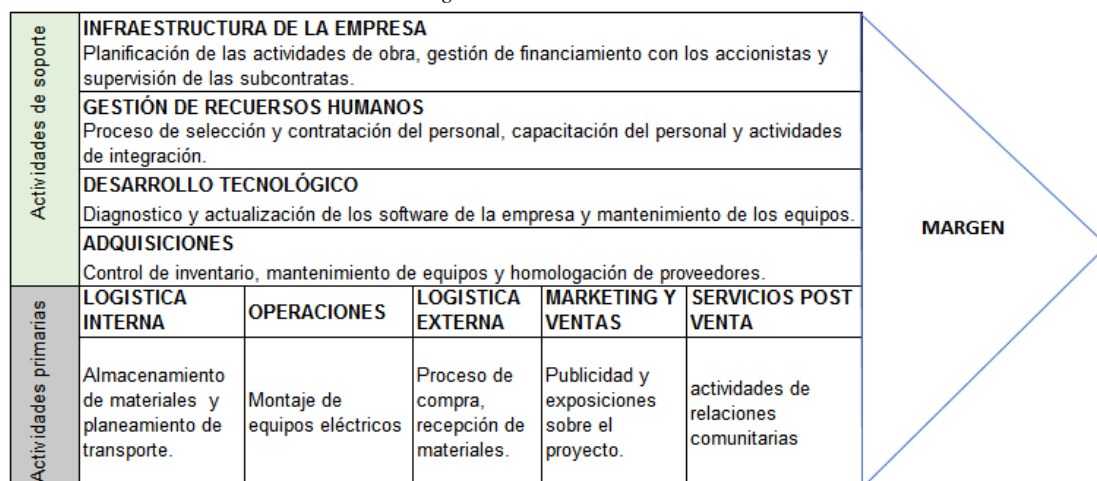 Actividades de soporte
INFRAESTRUCTURA DE LA EMPRESA
Planificación de las actividades de obra, gestión de financiamiento con los accionistas y
supervisión de las subcontratas.
GESTIÓN DE RECUERSOS HUMANOS
Proceso de selección y contratación del personal, capacitación del personal y actividades
de integración.
DESARROLLO TECNOLÓGICO
Diagnostico y actualización de los software de la empresa y mantenimiento de los equipos.
ADQUISICIONES
Control de inventario, mantenimiento de equipos y homologación de proveedores.
MARGEN
Actividades primarias
LOGISTICA
INTERNA
OPERACIONES
LOGISTICA
EXTERNA
MARKETING Y
VENTAS
SERVICIOS POST
VENTA
Almacenamiento
de materiales y
planeamiento de
transporte.
Montaje de
equipos eléctricos
Proceso de
compra,
recepción de
materiales.
Publicidad y
exposiciones
sobre el
proyecto.
actividades de
relaciones
comunitarias